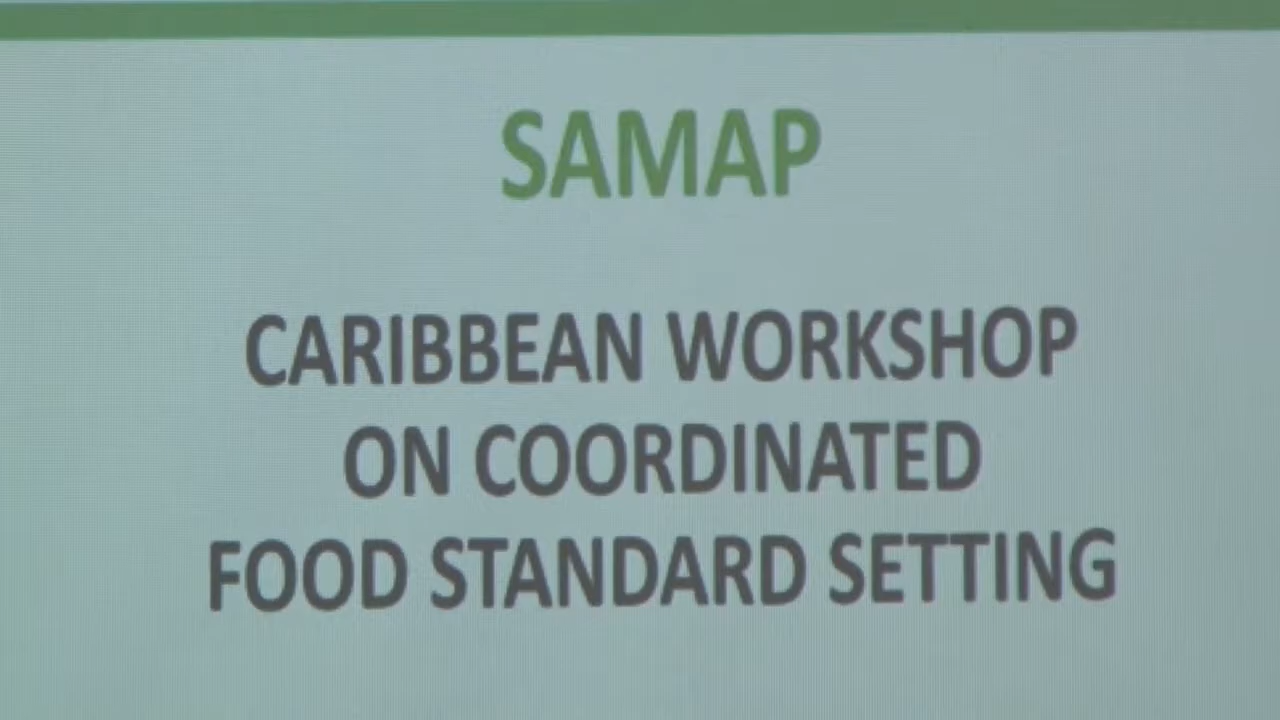 SAMAP
CARIBBEAN WORKSHOP
ON COORDINATED
FOOD STANDARD SETTING